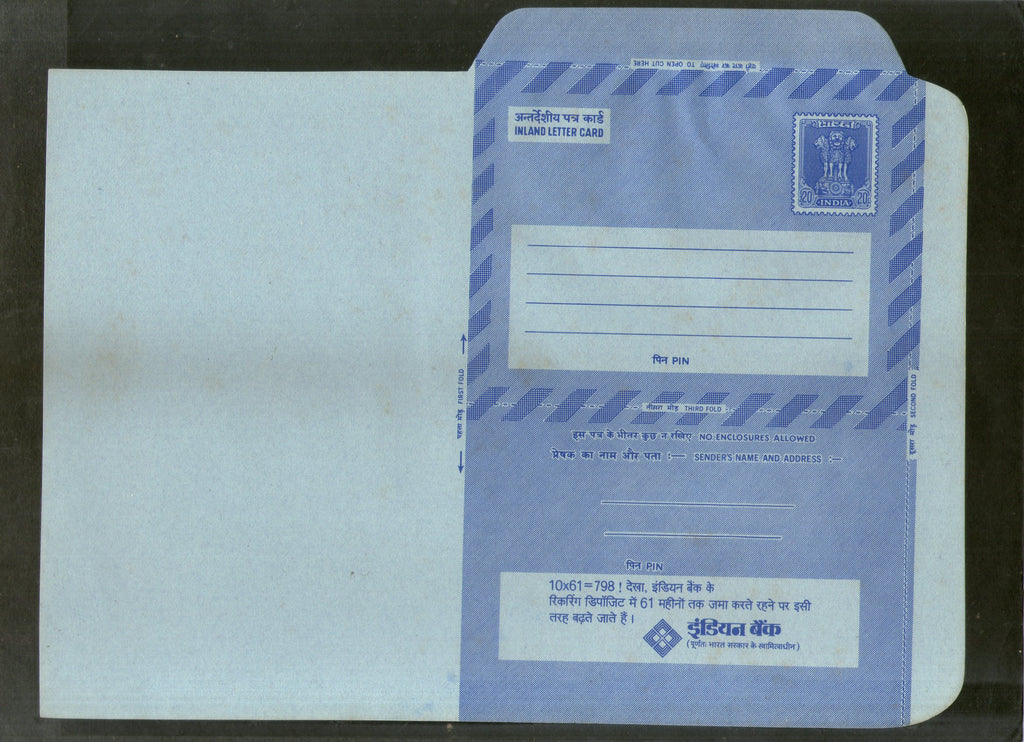 यहाँ काट कर खोलिए TO OPEN CUT HERE
अन्तर्देशीय पत्र कार्ड
INLAND LETTER CARD
भारत
20 INDIA 20
पिन PIN
पहला मोड़ FIRST FOLD
तीसरा मोड़ THIRD FOLD
दूसरा मोड़ SECOND FOLD
इस पत्र के भीतर कुछ न रखिए NO ENCLOSURES ALLOWED
प्रेषक का नाम और पता :— SENDER'S NAME AND ADDRESS :—
पिन PIN
10x61=798 ! देखा, इंडियन बैंक के
रिकरिंग डिपॉजिट में 61 महीनों तक जमा करते रहने पर इसी
तरह बढ़ते जाते हैं।
इंडियन बैंक
(पूर्णतः भारत सरकार के स्वामित्वाधीन)